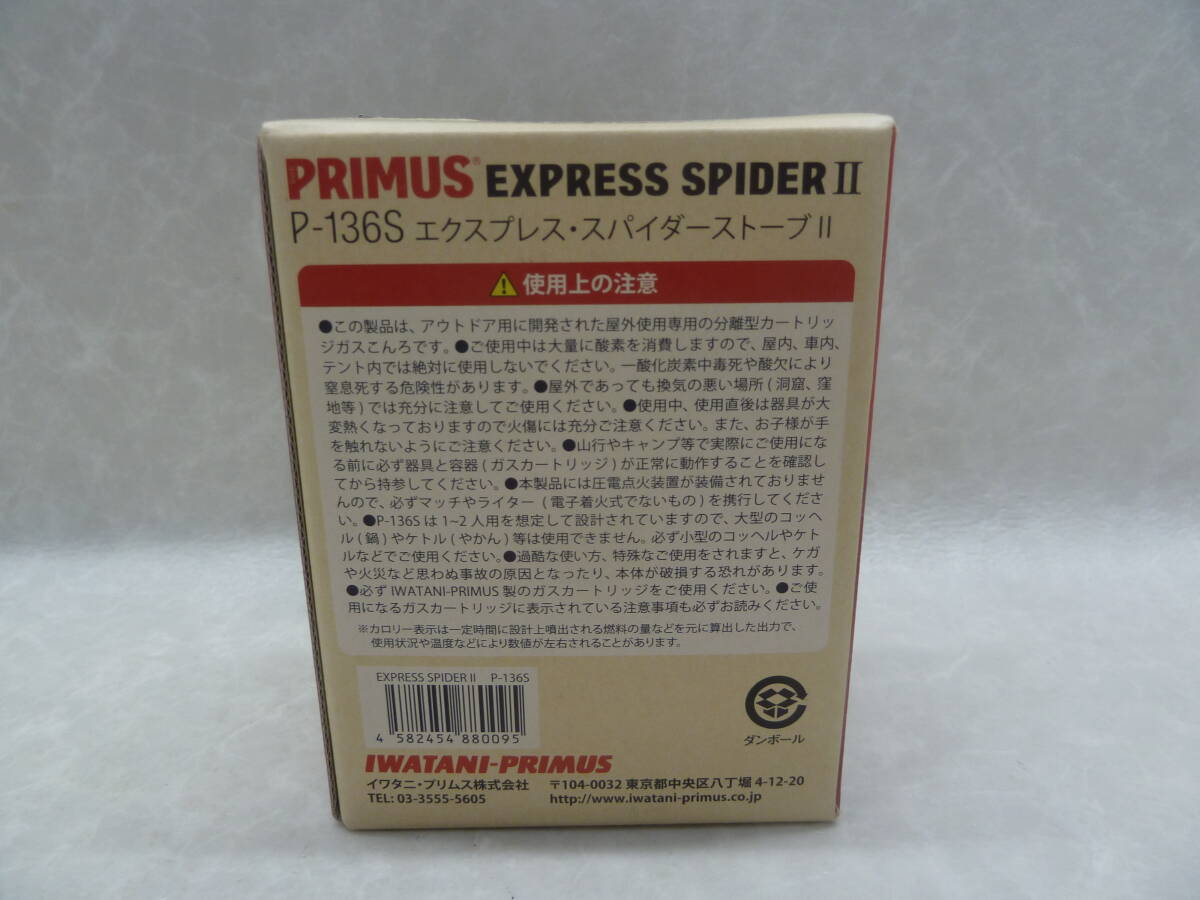 PRIMUS® EXPRESS SPIDER II
P-136S エクスプレス・スパイダーストーブ II
使用上の注意
●この製品は、アウトドア用に開発された屋外使用専用の分離型カートリッ
ジガスこんろです。●ご使用中は大量に酸素を消費しますので、屋内、車内、
テント内では絶対に使用しないでください。一酸化炭素中毒死や酸欠により
窒息死する危険性があります。●屋外であっても換気の悪い場所(洞窟、窪
地等)では充分に注意してご使用ください。●使用中、使用直後は器具が大
変熱くなっておりますので火傷には充分ご注意ください。また、お子様が手
を触れないようにご注意ください。●山行やキャンプ等で実際にご使用にな
る前に必ず器具と容器(ガスカートリッジ)が正常に動作することを確認し
てから持参してください。●本製品には圧電点火装置が装備されておりませ
んので、必ずマッチやライター(電子着火式でないもの)を携行してくださ
い。●P-136Sは1~2人用を想定して設計されていますので、大型のコッヘ
ル(鍋)やケトル(やかん)等は使用できません。必ず小型のコッヘルやケト
ルなどでご使用ください。●過酷な使い方、特殊なご使用をされますと、ケガ
や火災など思わぬ事故の原因となったり、本体が破損する恐れがあります。
●必ずIWATANI-PRIMUS製のガスカートリッジをご使用ください。●ご使
用になるガスカートリッジに表示されている注意事項も必ずお読みください。
※カロリー表示は一定時間に設計上噴出される燃料の量などを元に算出した出力で、
使用状況や温度などにより数値が左右されることがあります。
EXPRESS SPIDER II P-136S
4 582454 880095
ダンボール
IWATANI-PRIMUS
イワタニ・プリムス株式会社 〒104-0032 東京都中央区八丁堀 4-12-20
TEL: 03-3555-5605 http://www.iwatani-primus.co.jp